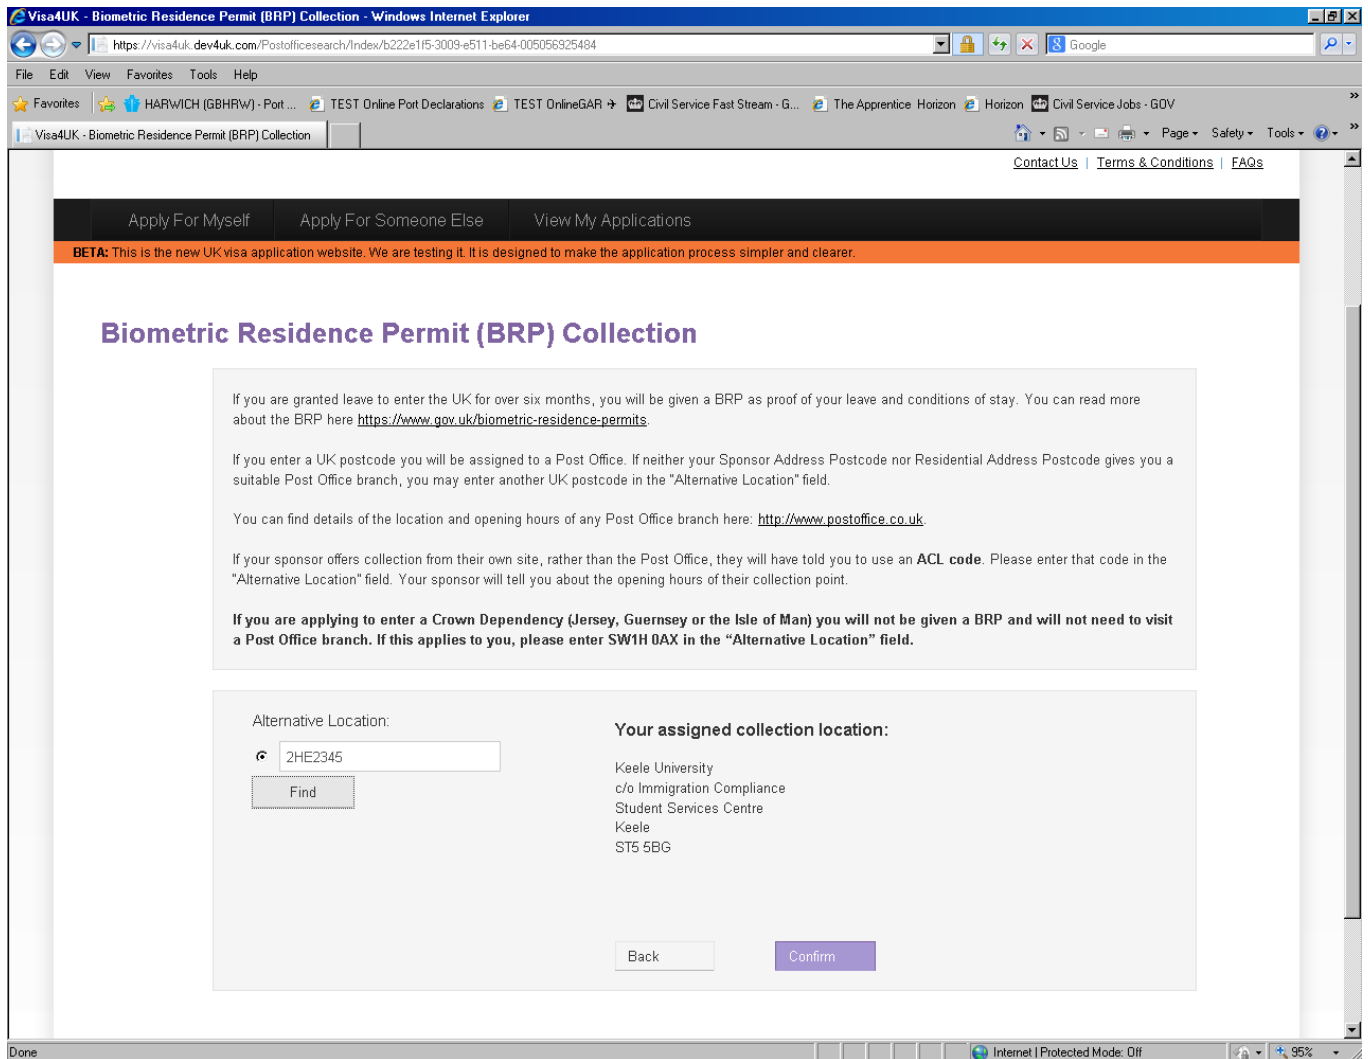 Visa4UK - Biometric Residence Permit (BRP) Collection - Windows Internet Explorer
https://visa4uk.dev4uk.com/Postofficesearch/Index/b222e1f5-3009-e511-be64-005056925484
Google
File Edit View Favorites Tools Help
Favorites HARWICH (GBHRW) - Port ... TEST Online Port Declarations TEST OnlineGAR Civil Service Fast Stream - G... The Apprentice Horizon Horizon Civil Service Jobs - GOV
Visa4UK - Biometric Residence Permit (BRP) Collection
Page Safety Tools
Contact Us | Terms & Conditions | FAQs
Apply For Myself Apply For Someone Else View My Applications
BETA: This is the new UK visa application website. We are testing it. It is designed to make the application process simpler and clearer.
Biometric Residence Permit (BRP) Collection
If you are granted leave to enter the UK for over six months, you will be given a BRP as proof of your leave and conditions of stay. You can read more
about the BRP here https://www.gov.uk/biometric-residence-permits.
If you enter a UK postcode you will be assigned to a Post Office. If neither your Sponsor Address Postcode nor Residential Address Postcode gives you a
suitable Post Office branch, you may enter another UK postcode in the "Alternative Location" field.
You can find details of the location and opening hours of any Post Office branch here: http://www.postoffice.co.uk.
If your sponsor offers collection from their own site, rather than the Post Office, they will have told you to use an ACL code. Please enter that code in the
"Alternative Location" field. Your sponsor will tell you about the opening hours of their collection point.
If you are applying to enter a Crown Dependency (Jersey, Guernsey or the Isle of Man) you will not be given a BRP and will not need to visit
a Post Office branch. If this applies to you, please enter SW1H 0AX in the “Alternative Location” field.
Alternative Location:
2HE2345
Find
Your assigned collection location:
Keele University
c/o Immigration Compliance
Student Services Centre
Keele
ST5 5BG
Back Confirm
Done Internet | Protected Mode: Off 95%